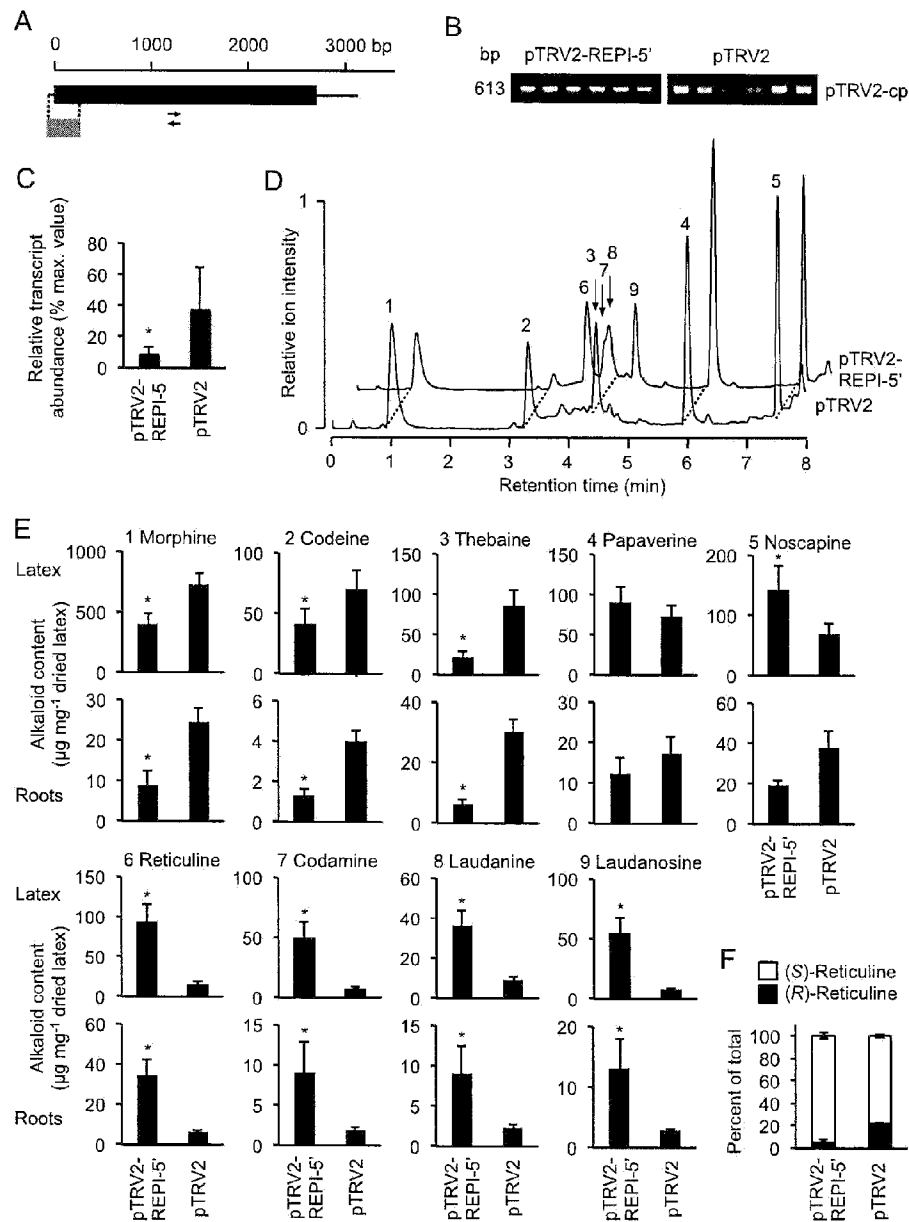 A
0 1000 2000 3000 bp
B
bp pTRV2-REPI-5' pTRV2
613 pTRV2-cp
C
Relative transcript
abundance (% max. value)
80
60
40
20
0
*
pTRV2-
REPI-5
pTRV2
D
Relative ion intensity
1
0
1 2 6 3 7 8 9 4 5
pTRV2-
REPI-5'
pTRV2
0 1 2 3 4 5 6 7 8
Retention time (min)
E
Latex
Roots
Alkaloid content
(µg mg⁻¹ dried latex)
1 Morphine
1000
500
0
*
30
20
10
0
*
2 Codeine
100
50
0
*
6
4
2
0
*
3 Thebaine
150
100
50
0
*
40
20
0
*
4 Papaverine
150
100
50
0
30
20
10
0
5 Noscapine
200
100
0
*
60
40
20
0
pTRV2-
REPI-5'
pTRV2
Latex
Roots
Alkaloid content
(µg mg⁻¹ dried latex)
6 Reticuline
150
100
50
0
*
60
40
20
0
*
pTRV2-
REPI-5'
pTRV2
7 Codamine
100
50
0
*
15
10
5
0
*
pTRV2-
REPI-5'
pTRV2
8 Laudanine
60
40
20
0
*
15
10
5
0
*
pTRV2-
REPI-5'
pTRV2
9 Laudanosine
100
50
0
*
20
10
0
*
pTRV2-
REPI-5'
pTRV2
F
(S)-Reticuline
(R)-Reticuline
Percent of total
100
80
60
40
20
0
pTRV2-
REPI-5'
pTRV2